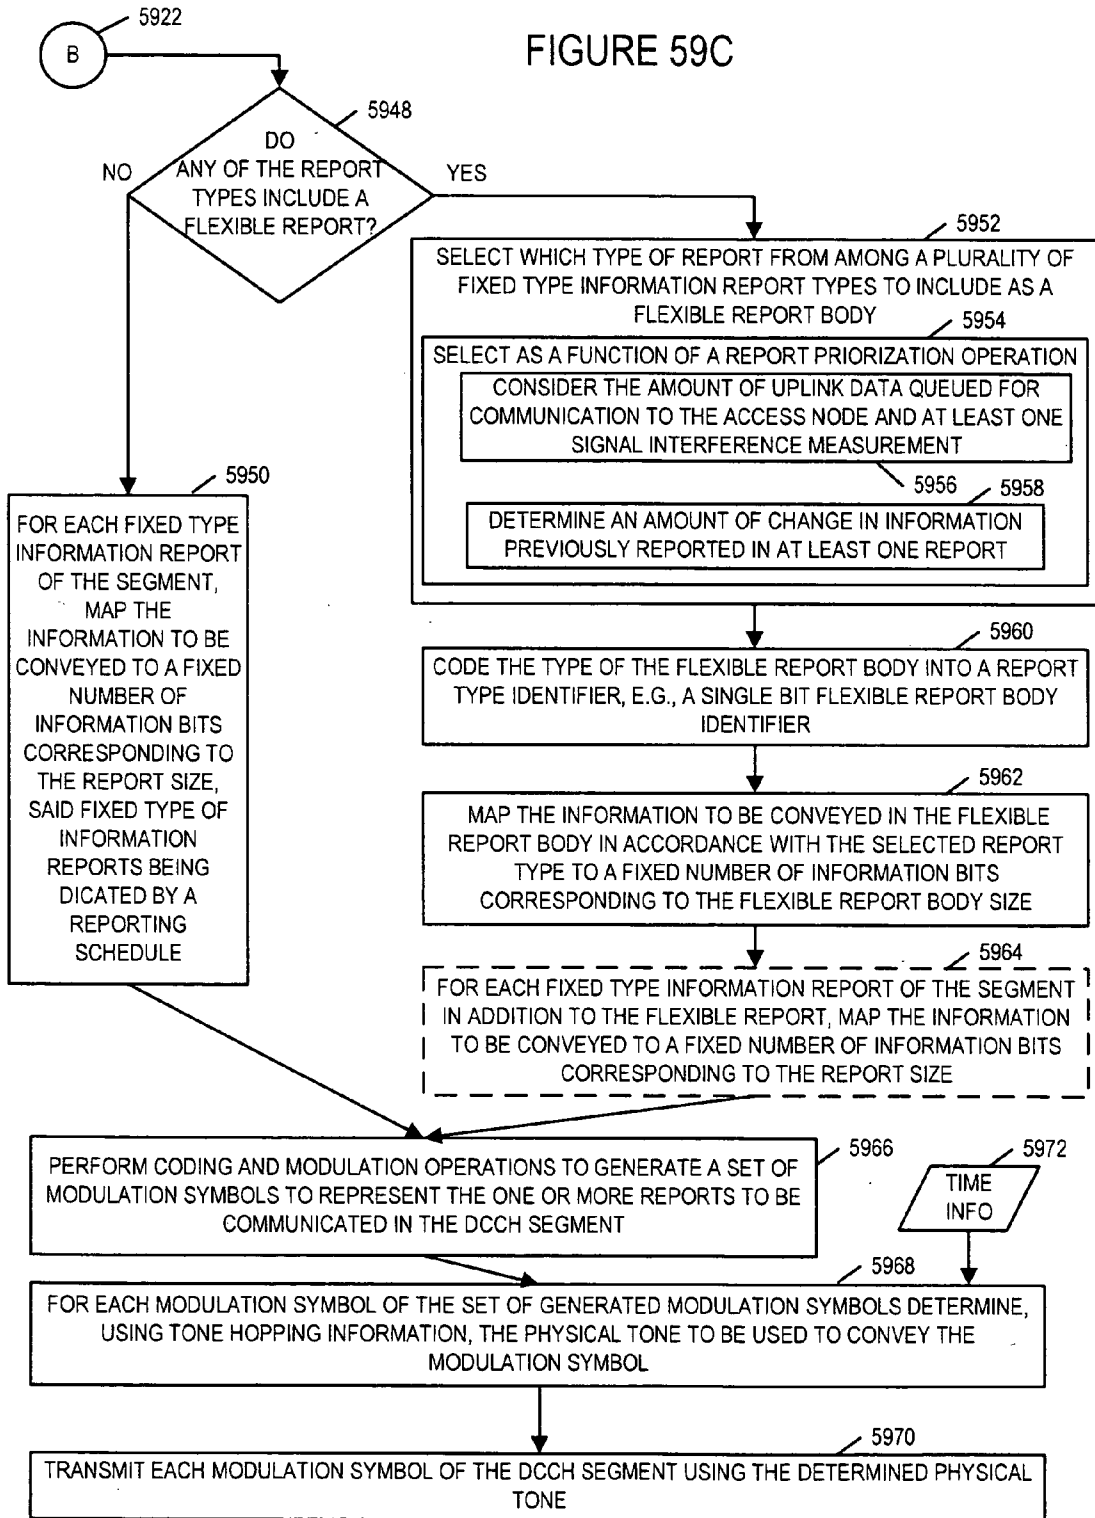 5922
B
FIGURE 59C
5948
DO
ANY OF THE REPORT
TYPES INCLUDE A
FLEXIBLE REPORT?
NO
YES
5952
SELECT WHICH TYPE OF REPORT FROM AMONG A PLURALITY OF
FIXED TYPE INFORMATION REPORT TYPES TO INCLUDE AS A
FLEXIBLE REPORT BODY
5954
SELECT AS A FUNCTION OF A REPORT PRIORIZATION OPERATION
CONSIDER THE AMOUNT OF UPLINK DATA QUEUED FOR
COMMUNICATION TO THE ACCESS NODE AND AT LEAST ONE
SIGNAL INTERFERENCE MEASUREMENT
5956
5958
DETERMINE AN AMOUNT OF CHANGE IN INFORMATION
PREVIOUSLY REPORTED IN AT LEAST ONE REPORT
5950
FOR EACH FIXED TYPE
INFORMATION REPORT
OF THE SEGMENT,
MAP THE
INFORMATION TO BE
CONVEYED TO A FIXED
NUMBER OF
INFORMATION BITS
CORRESPONDING TO
THE REPORT SIZE,
SAID FIXED TYPE OF
INFORMATION
REPORTS BEING
DICATED BY A
REPORTING
SCHEDULE
5960
CODE THE TYPE OF THE FLEXIBLE REPORT BODY INTO A REPORT
TYPE IDENTIFIER, E.G., A SINGLE BIT FLEXIBLE REPORT BODY
IDENTIFIER
5962
MAP THE INFORMATION TO BE CONVEYED IN THE FLEXIBLE
REPORT BODY IN ACCORDANCE WITH THE SELECTED REPORT
TYPE TO A FIXED NUMBER OF INFORMATION BITS
CORRESPONDING TO THE FLEXIBLE REPORT BODY SIZE
5964
FOR EACH FIXED TYPE INFORMATION REPORT OF THE SEGMENT
IN ADDITION TO THE FLEXIBLE REPORT, MAP THE INFORMATION
TO BE CONVEYED TO A FIXED NUMBER OF INFORMATION BITS
CORRESPONDING TO THE REPORT SIZE
5966
PERFORM CODING AND MODULATION OPERATIONS TO GENERATE A SET OF
MODULATION SYMBOLS TO REPRESENT THE ONE OR MORE REPORTS TO BE
COMMUNICATED IN THE DCCH SEGMENT
5972
TIME
INFO
5968
FOR EACH MODULATION SYMBOL OF THE SET OF GENERATED MODULATION SYMBOLS DETERMINE,
USING TONE HOPPING INFORMATION, THE PHYSICAL TONE TO BE USED TO CONVEY THE
MODULATION SYMBOL
5970
TRANSMIT EACH MODULATION SYMBOL OF THE DCCH SEGMENT USING THE DETERMINED PHYSICAL
TONE